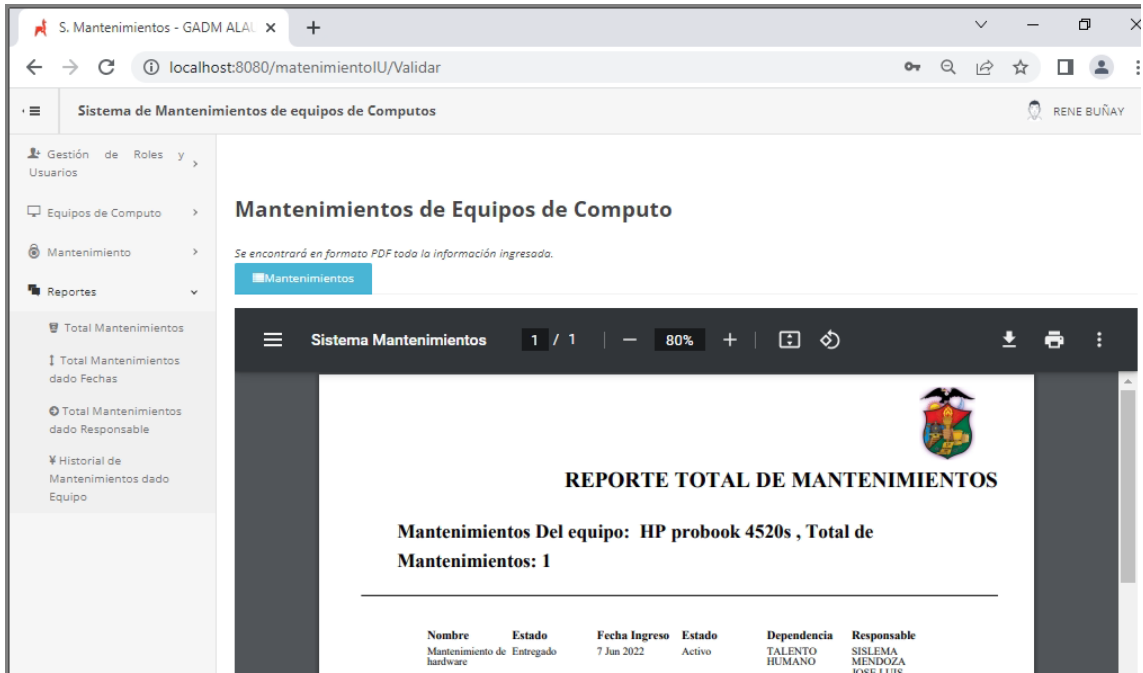 S. Mantenimientos - GADM ALAU
localhost:8080/matenimientoIU/Validar
Sistema de Mantenimientos de equipos de Computos
RENE BUÑAY
Gestión de Roles y
Usuarios
Equipos de Computo
Mantenimiento
Reportes
Total Mantenimientos
Total Mantenimientos
dado Fechas
Total Mantenimientos
dado Responsable
Historial de
Mantenimientos dado
Equipo
Mantenimientos de Equipos de Computo
Se encontrará en formato PDF toda la información ingresada.
Mantenimientos
Sistema Mantenimientos 1 / 1 80%
REPORTE TOTAL DE MANTENIMIENTOS
Mantenimientos Del equipo: HP probook 4520s , Total de
Mantenimientos: 1
Nombre Estado Fecha Ingreso Estado Dependencia Responsable
Mantenimiento de Entregado 7 Jun 2022 Activo TALENTO SISLEMA
hardware HUMANO MENDOZA
JOSE LUIS